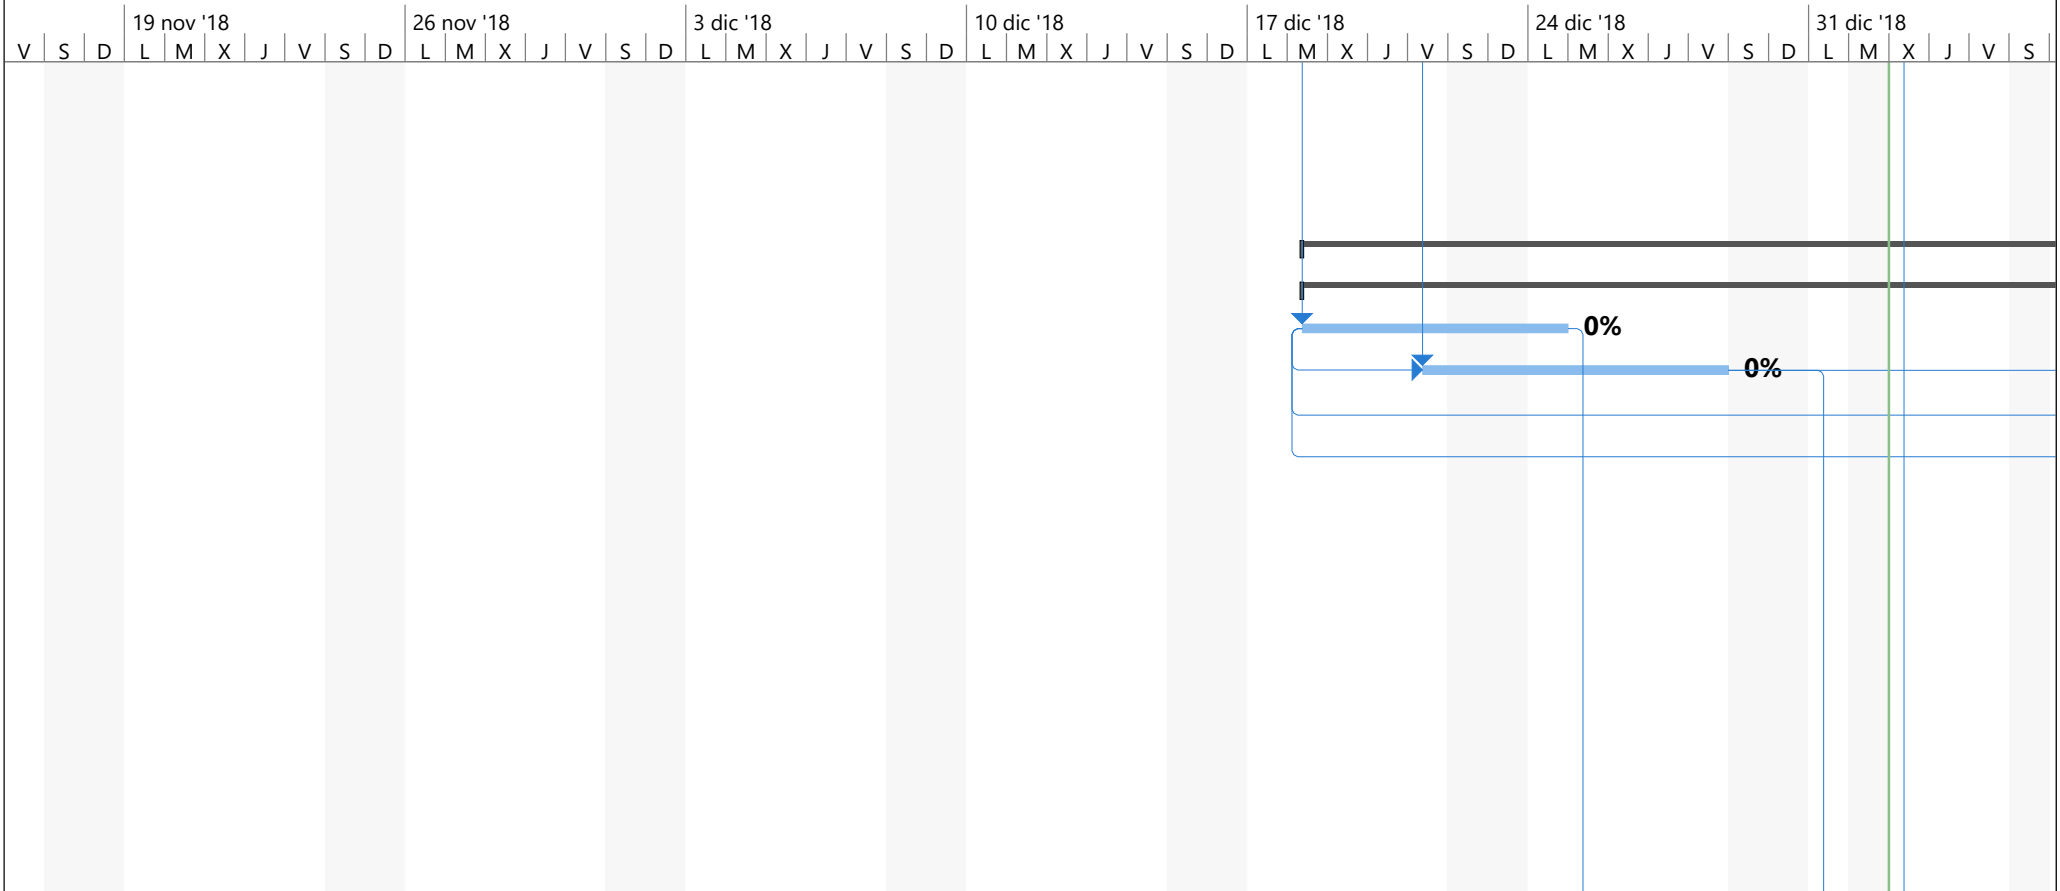 19 nov '18 26 nov '18 3 dic '18 10 dic '18 17 dic '18 24 dic '18 31 dic '18
V S D L M X J V S D L M X J V S D L M X J V S D L M X J V S D L M X J V S D L M X J V S D L M X J V S
0%
0%